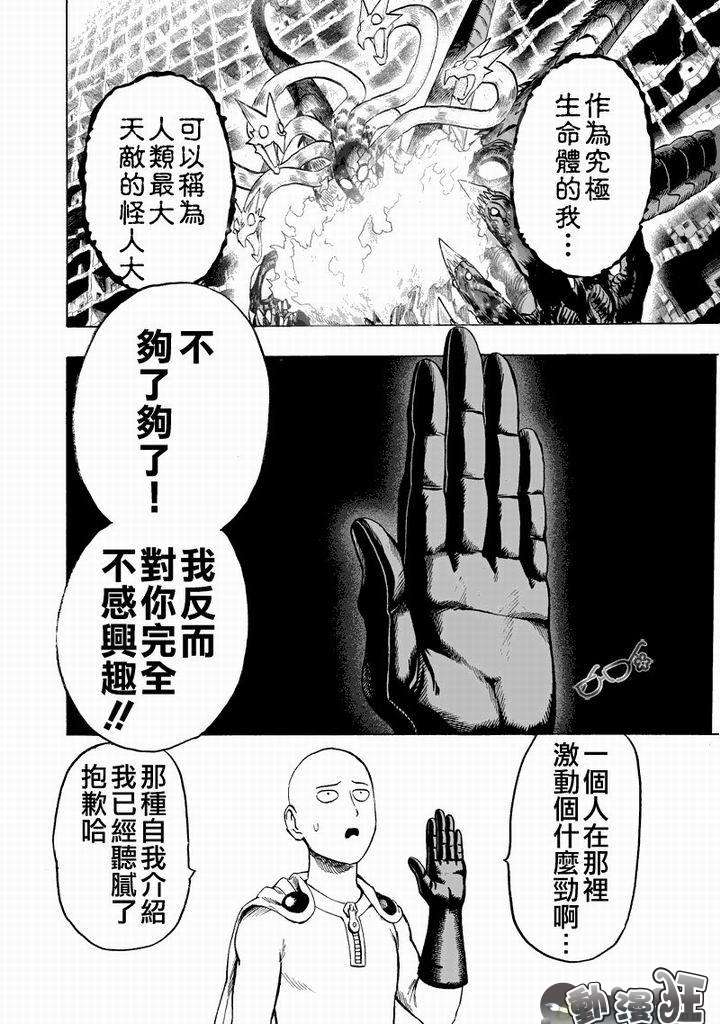 作為究極
生命體的我…
可以稱為
人類最大
天敵的怪人大
不
夠了夠了！
我反而
對你完全
不感興趣!!
一個人在那裡
激動個什麼勁啊…
那種自我介紹
我已經聽膩了
抱歉哈
動漫狂